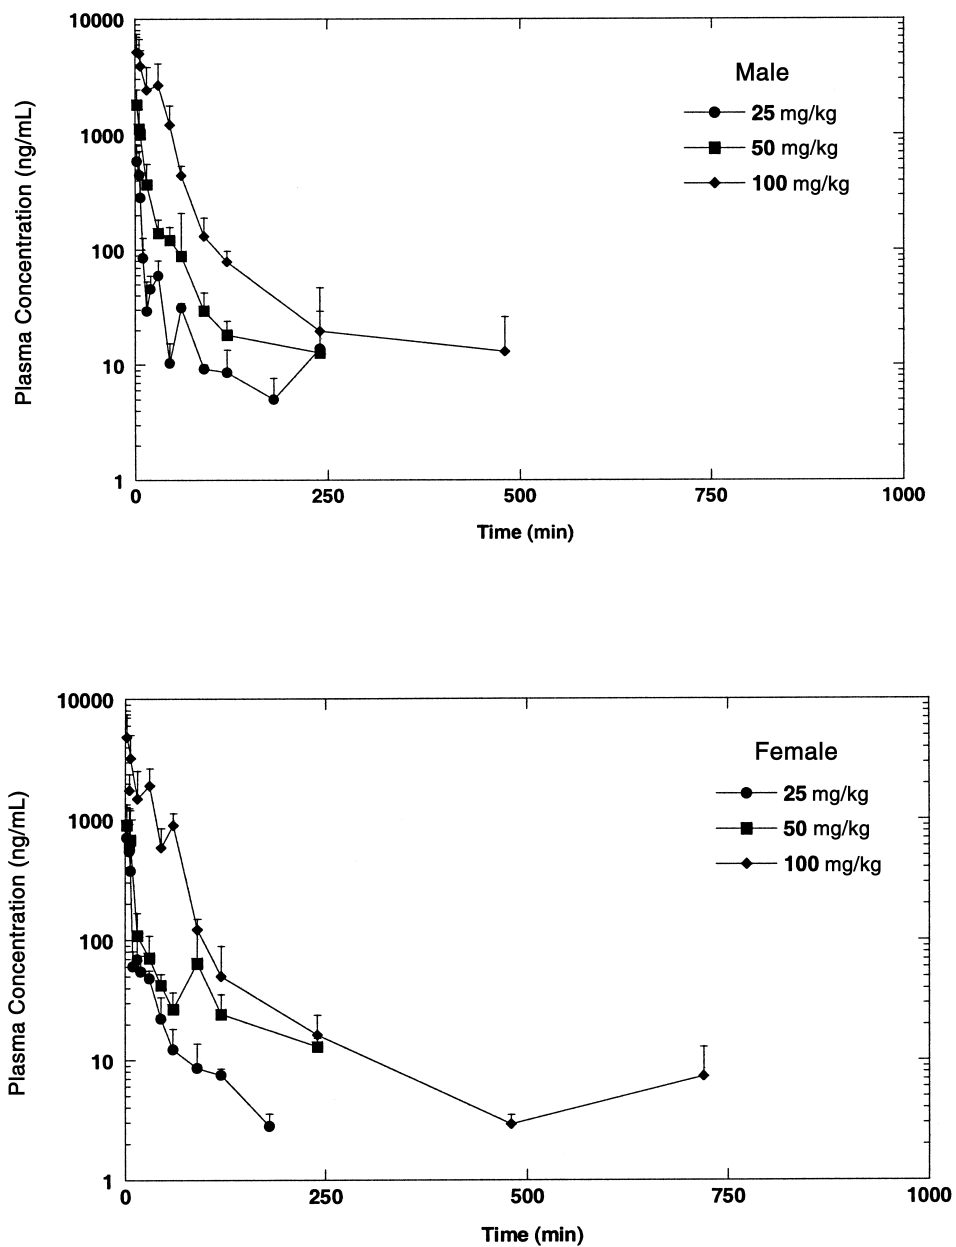 10000
1000
100
10
1
Plasma Concentration (ng/mL)
Male
25 mg/kg
50 mg/kg
100 mg/kg
0 250 500 750 1000
Time (min)
10000
1000
100
10
1
Plasma Concentration (ng/mL)
Female
25 mg/kg
50 mg/kg
100 mg/kg
0 250 500 750 1000
Time (min)